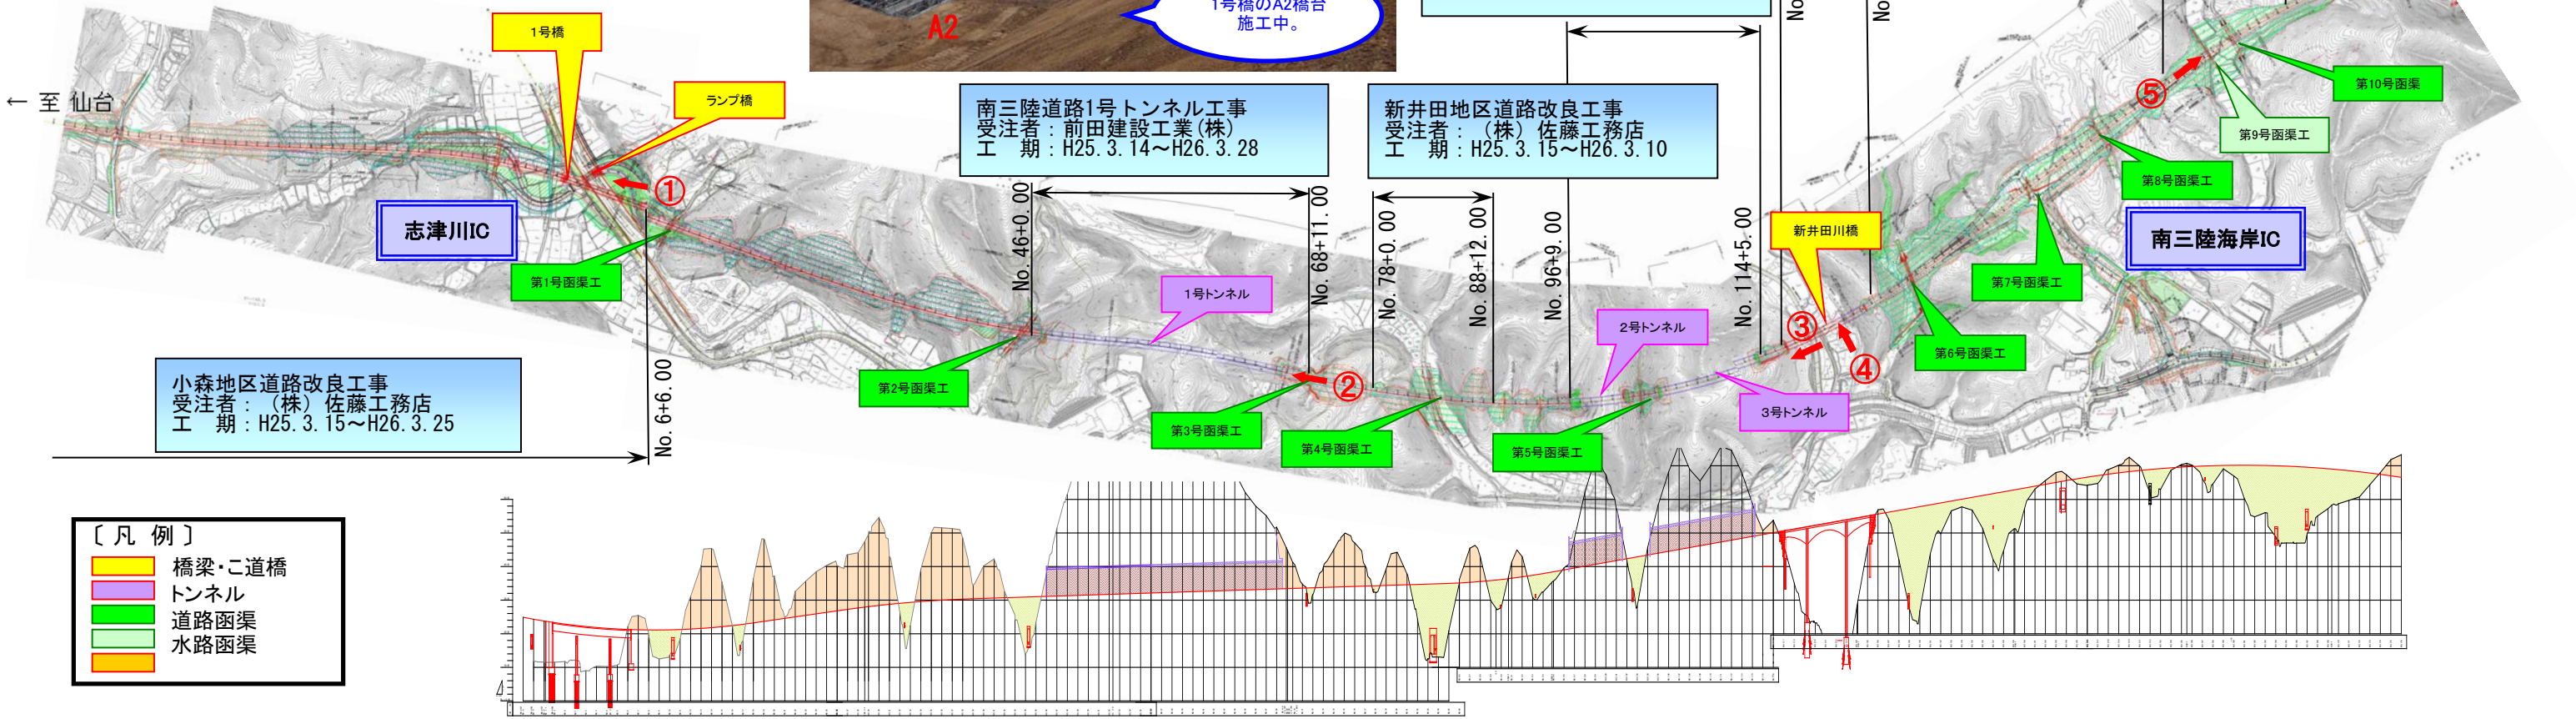 1号橋のA2橋台
施工中。
A2
No
No
1号橋
← 至 仙台
ランプ橋
南三陸道路1号トンネル工事
受注者：前田建設工業(株)
工　期：H25.3.14～H26.3.28
新井田地区道路改良工事
受注者：（株）佐藤工務店
工　期：H25.3.15～H26.3.10
⑤
第10号函渠
第9号函渠工
第8号函渠工
①
志津川IC
第1号函渠工
No.46+0.00
No.68+11.00
No.78+0.00
No.88+12.00
No.96+9.00
No.114+5.00
新井田川橋
南三陸海岸IC
第7号函渠工
1号トンネル
2号トンネル
③
④
第6号函渠工
小森地区道路改良工事
受注者：（株）佐藤工務店
工　期：H25.3.15～H26.3.25
No.6+6.00
第2号函渠工
②
第3号函渠工
第4号函渠工
第5号函渠工
3号トンネル
〔 凡 例 〕
橋梁・こ道橋
トンネル
道路函渠
水路函渠